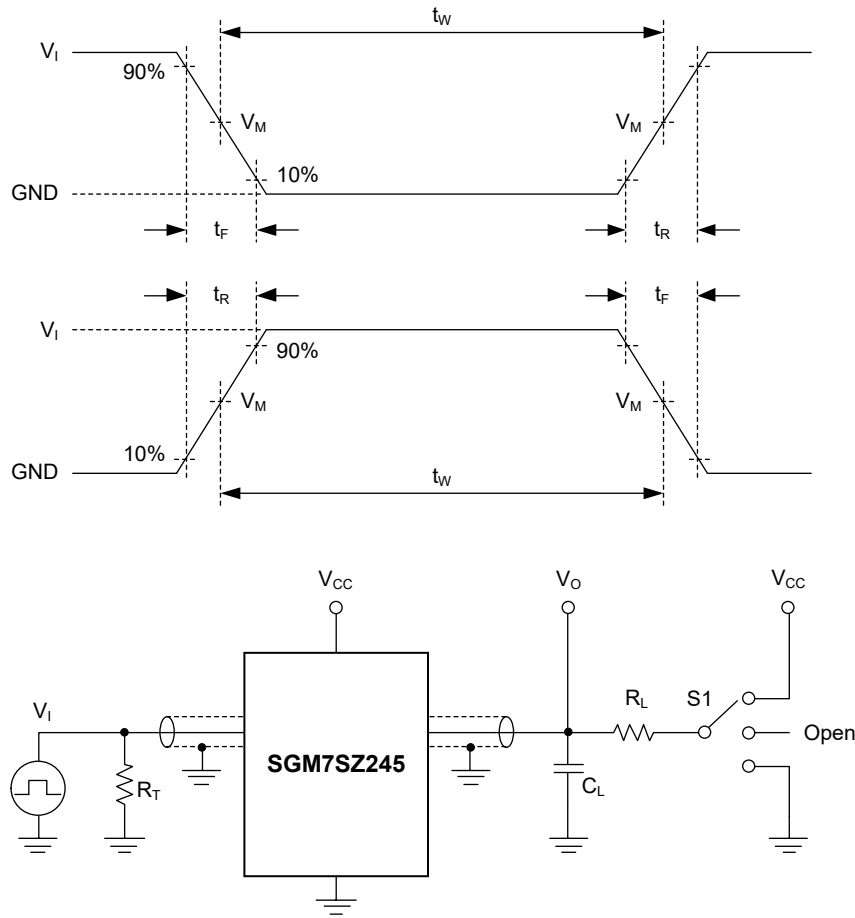 tW
VI
90%
VM
VM
10%
GND
tF
tR
tR
tF
VI
90%
VM
VM
10%
GND
tW
VCC
VO
VCC
VI
RL
S1
Open
SGM7SZ245
RT
CL